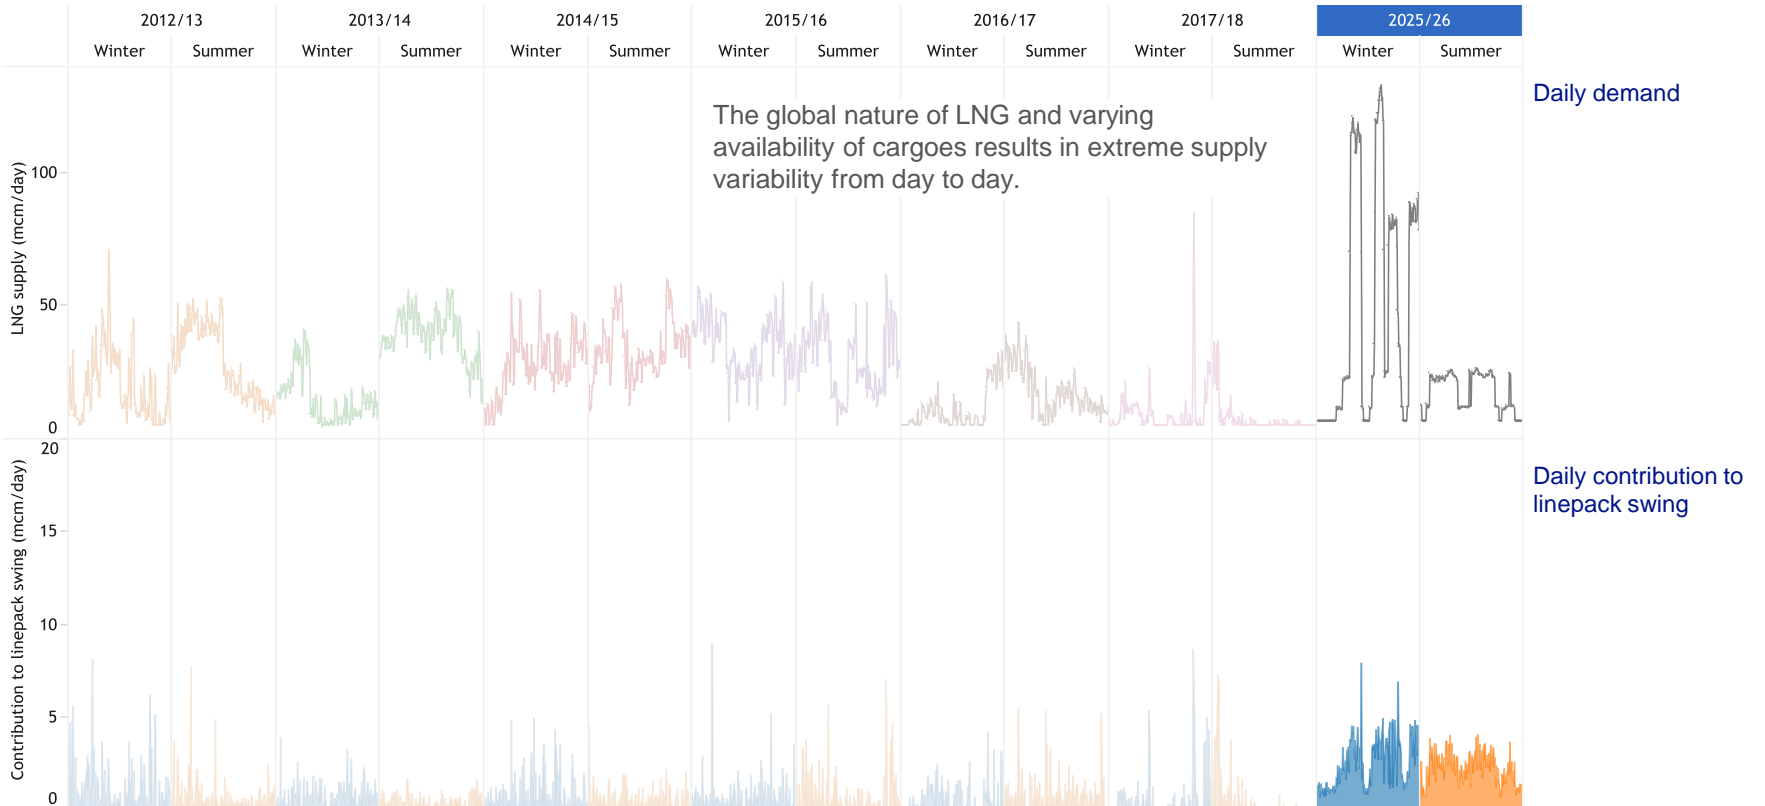 2012/13 2013/14 2014/15 2015/16 2016/17 2017/18 2025/26
Winter Summer Winter Summer Winter Summer Winter Summer Winter Summer Winter Summer Winter Summer
Daily demand
The global nature of LNG and varying
availability of cargoes results in extreme supply
variability from day to day.
LNG supply (mcm/day)
100
50
0
Daily contribution to
linepack swing
Contribution to linepack swing (mcm/day)
20
15
10
5
0